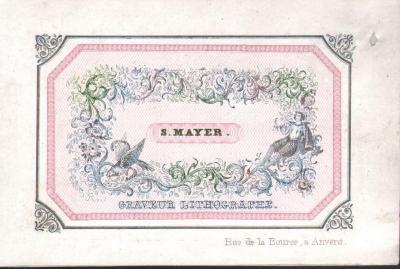 S. MAYER.
GRAVEUR LITHOGRAPHE.
Rue de la Bourse, a Anvers.